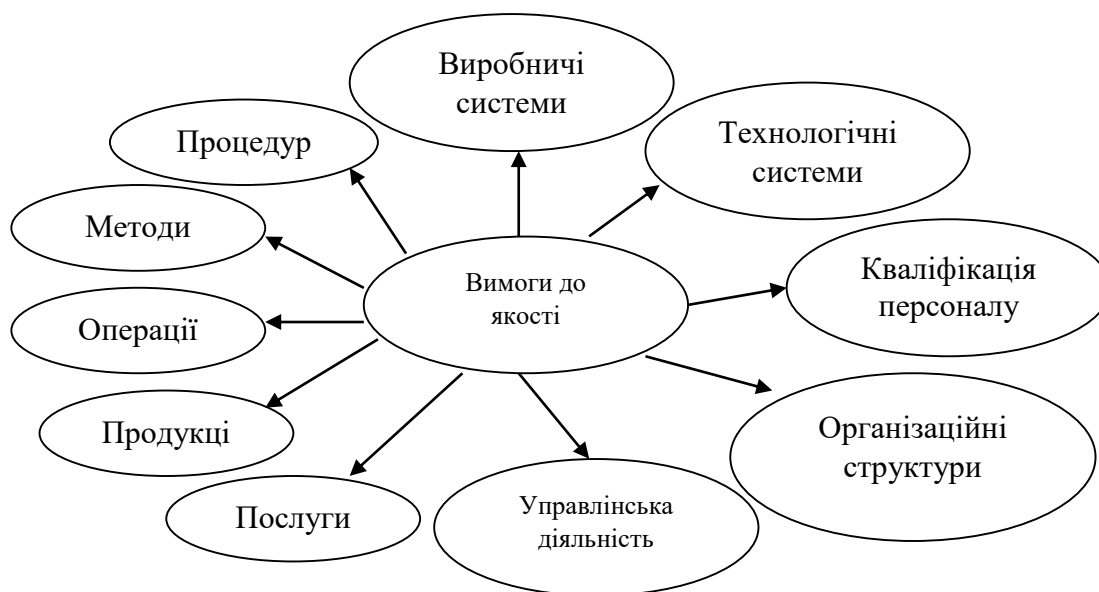 Виробничі
системи
Технологічні
системи
Процедур
Методи
Кваліфікація
персоналу
Вимоги до
якості
Операції
Продукці
Організаційні
структури
Послуги
Управлінська
діяльність